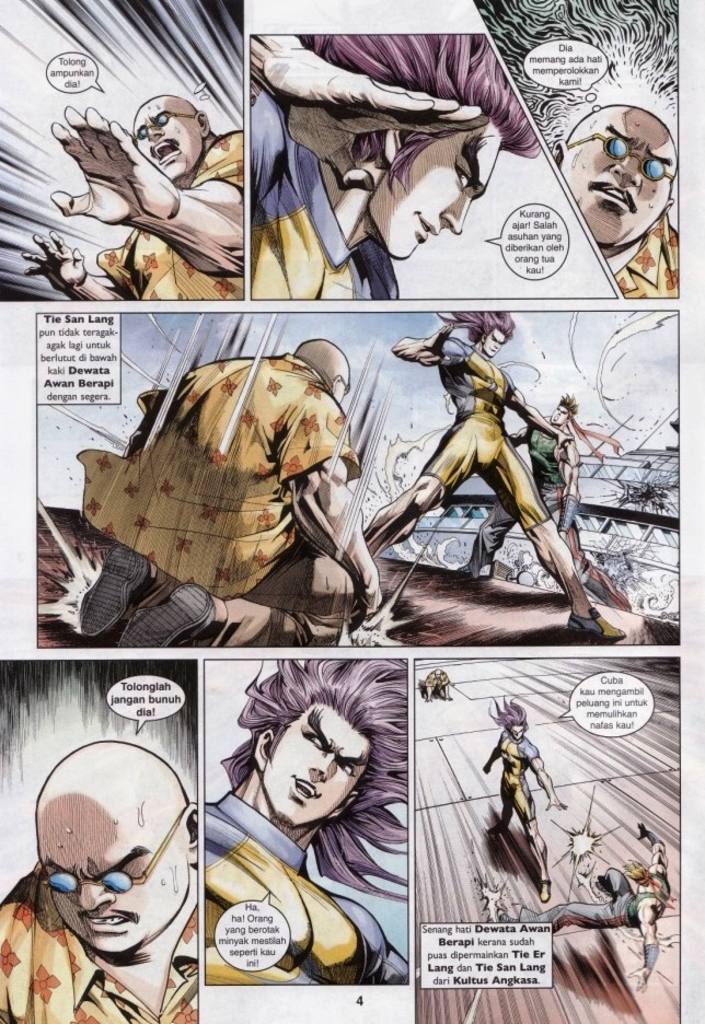 Tolong
ampunkan
dia!
Kurang
ajar! Salah
asuhan yang
diberikan oleh
orang tua
kau!
Dia
memang ada hati
memperolokkan
kami!
Tie San Lang
pun tidak teragak-
agak lagi untuk
berlutut di bawah
kaki Dewata
Awan Berapi
dengan segera.
Tolonglah
jangan bunuh
dia!
Ha,
ha! Orang
yang berotak
minyak mestilah
seperti kau
ini!
Cuba
kau mengambil
peluang ini untuk
memulihkan
nafas kau!
Senang hati Dewata Awan
Berapi kerana sudah
puas dipermainkan Tie Er
Lang dan Tie San Lang
dari Kultus Angkasa.
4